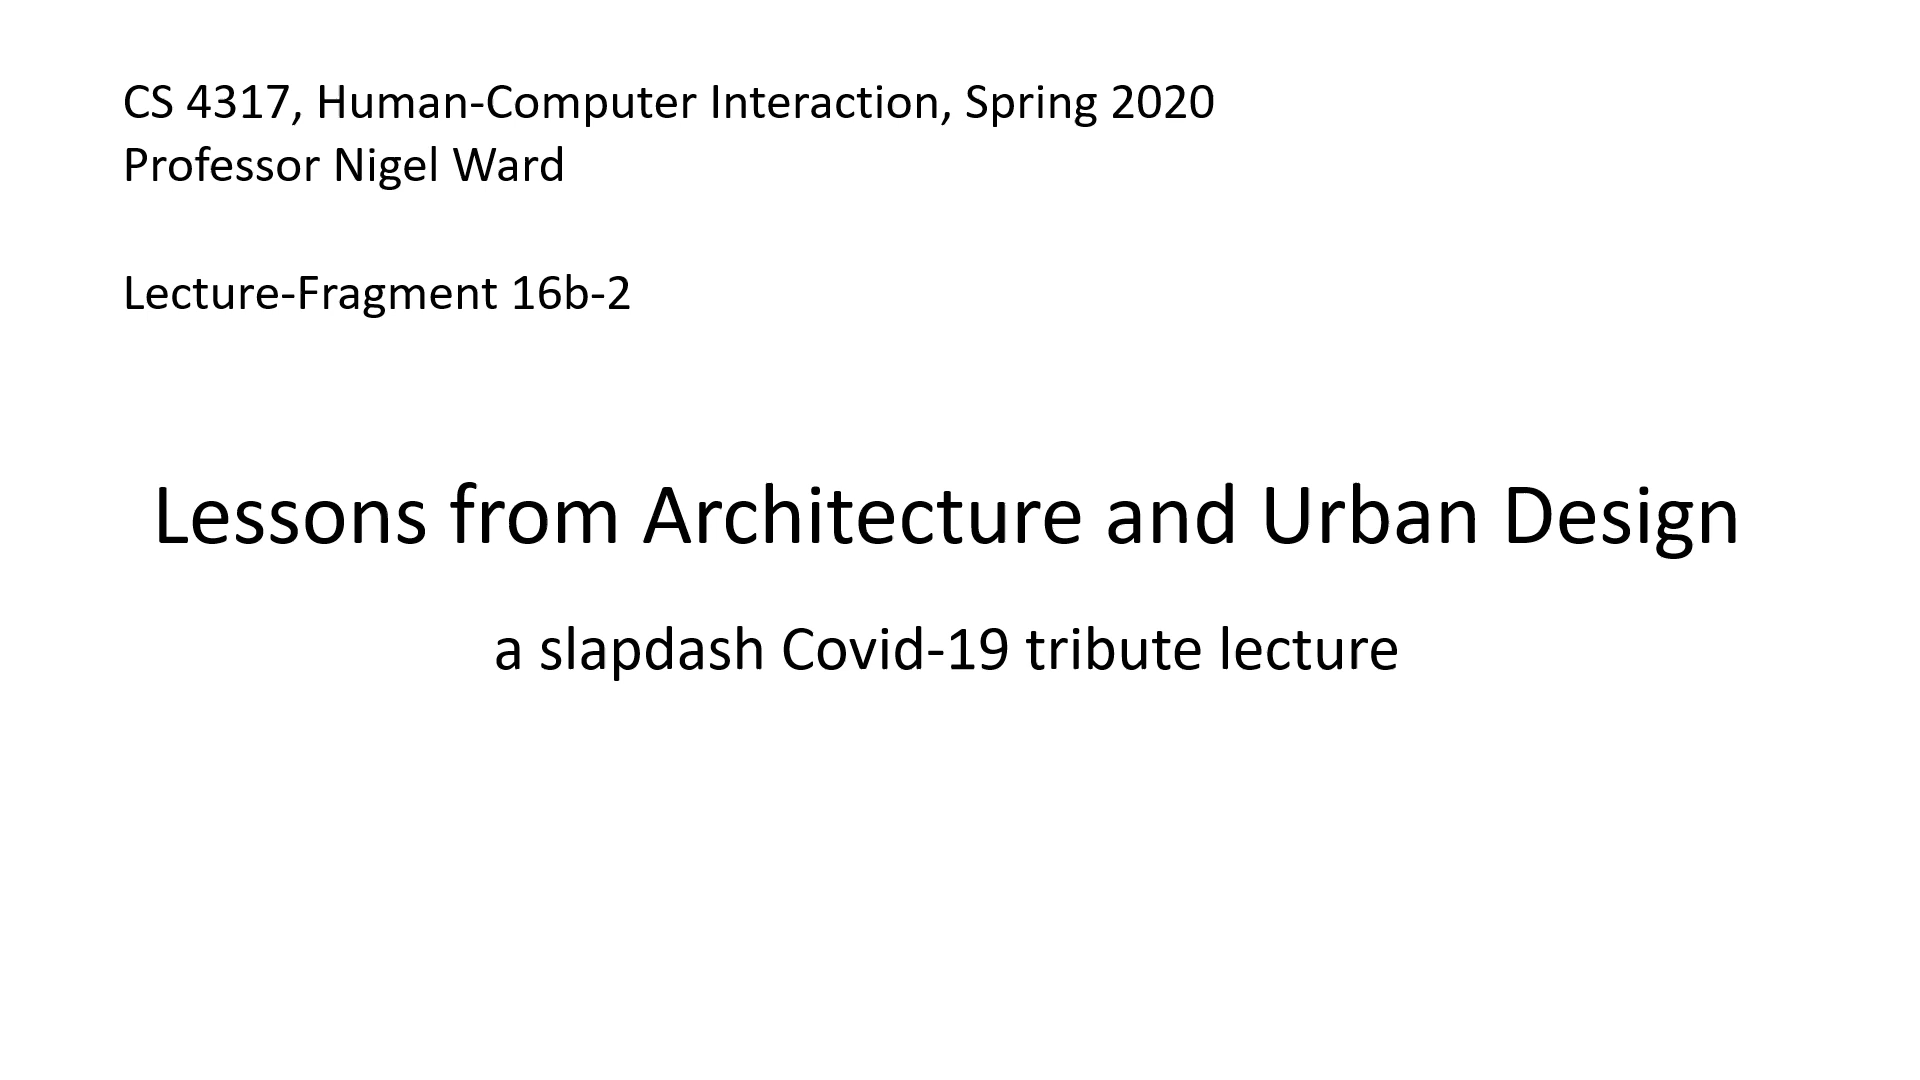 CS 4317, Human-Computer Interaction, Spring 2020
Professor Nigel Ward
Lecture-Fragment 16b-2
Lessons from Architecture and Urban Design
a slapdash Covid-19 tribute lecture